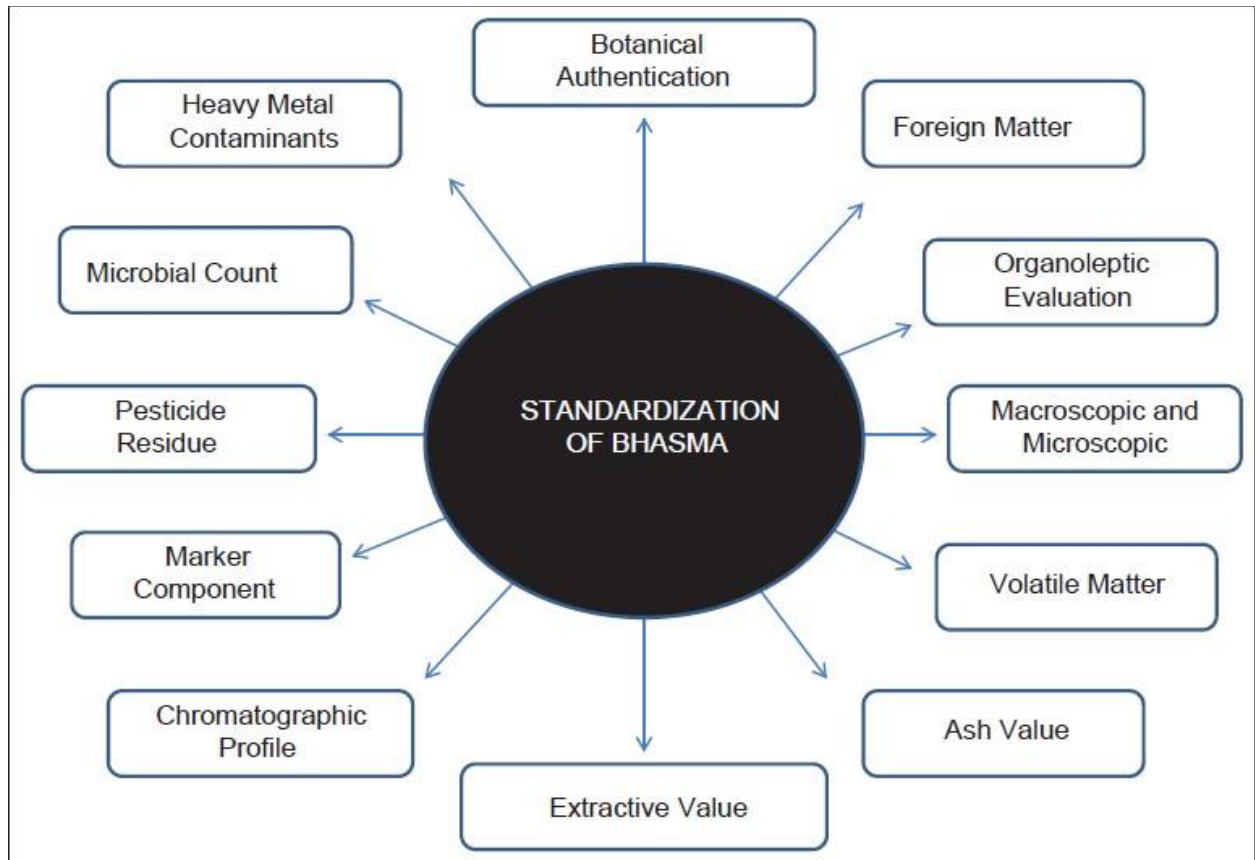 Botanical
Authentication
Heavy Metal
Contaminants
Foreign Matter
Microbial Count
Organoleptic
Evaluation
Pesticide
Residue
STANDARDIZATION
OF BHASMA
Macroscopic and
Microscopic
Marker
Component
Volatile Matter
Chromatographic
Profile
Ash Value
Extractive Value